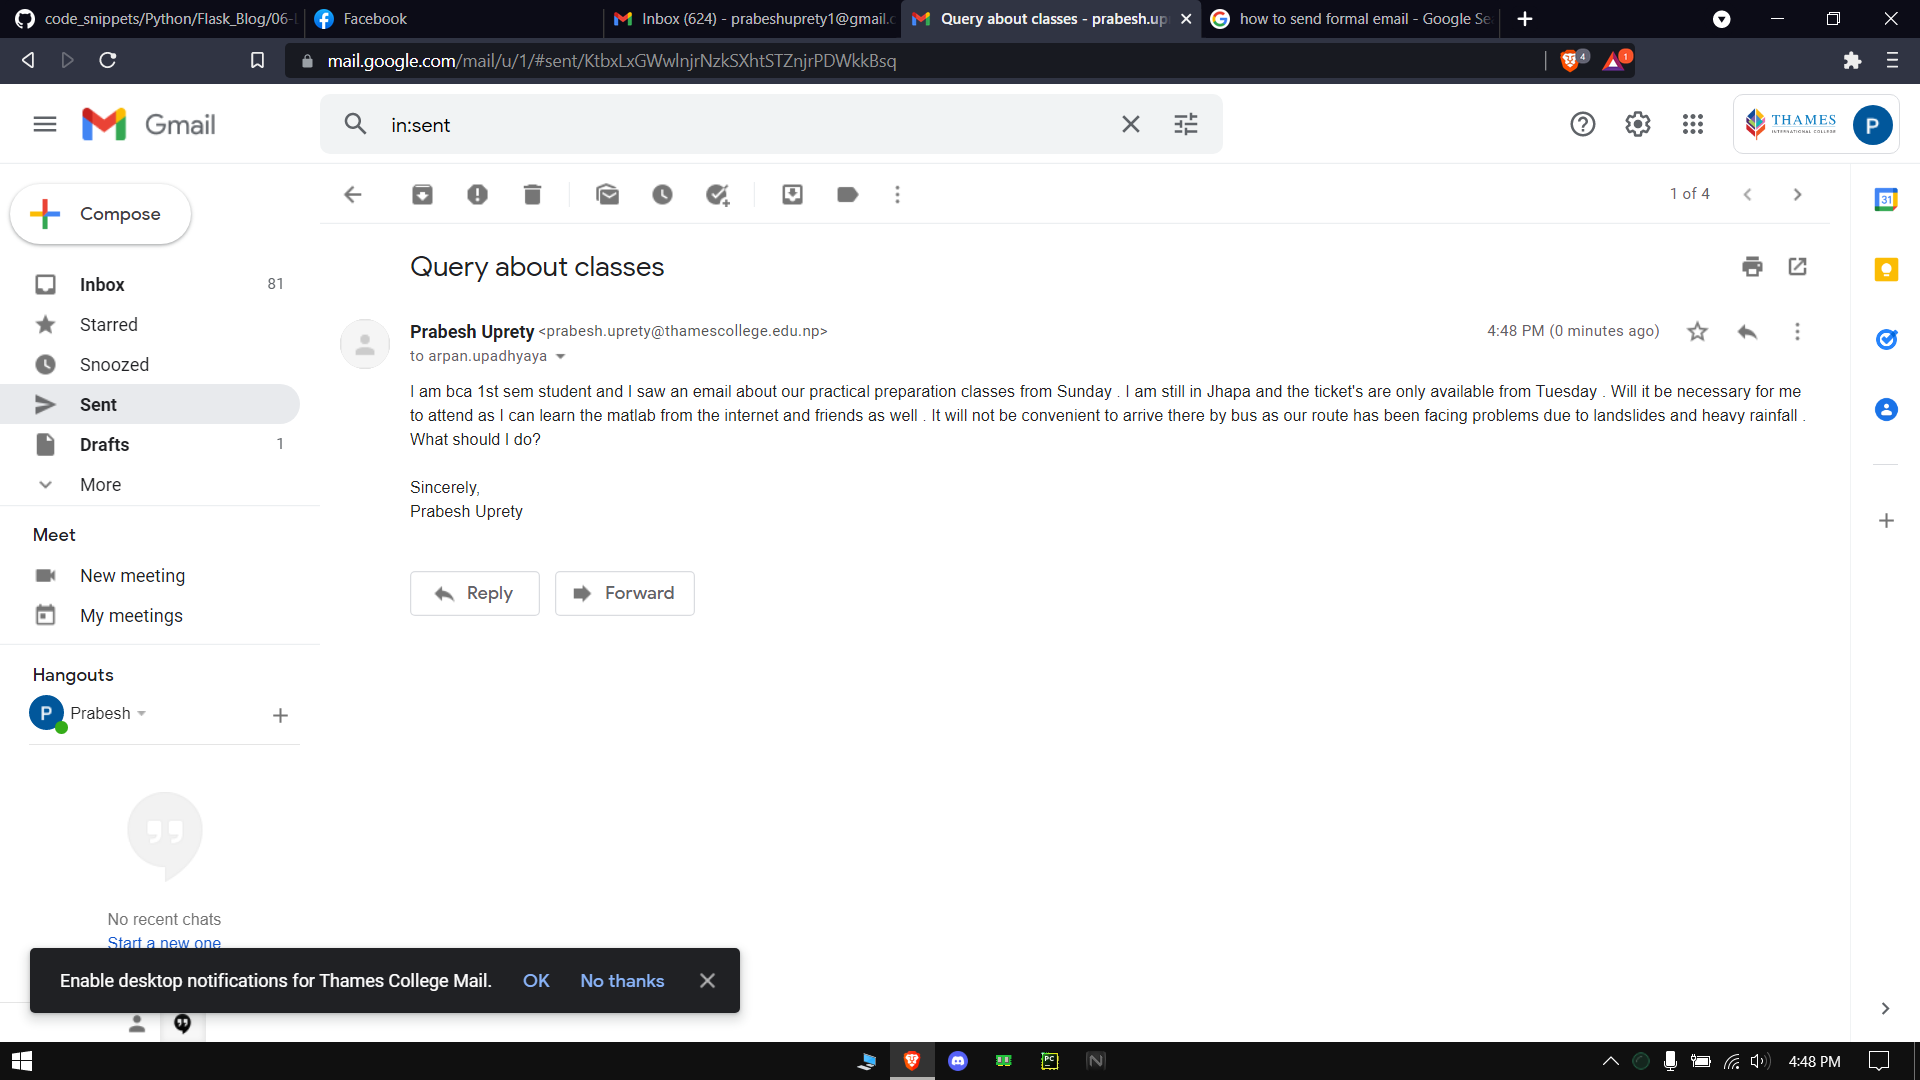 code_snippets/Python/Flask_Blog/06-
Facebook
Inbox (624) - prabeshuprety1@gmail.c
Query about classes - prabesh.up
how to send formal email - Google Se
mail.google.com/mail/u/1/#sent/KtbxLxGWwlnjrNzkSXhtSTZnjrPDWkkBsq
4
1
Gmail
in:sent
THAMES
INTERNATIONAL COLLEGE
P
Compose
1 of 4
31
Query about classes
Inbox 81
Starred
Snoozed
Sent
Drafts 1
More
Prabesh Uprety <prabesh.uprety@thamescollege.edu.np>
4:48 PM (0 minutes ago)
to arpan.upadhyaya
I am bca 1st sem student and I saw an email about our practical preparation classes from Sunday . I am still in Jhapa and the ticket's are only available from Tuesday . Will it be necessary for me
to attend as I can learn the matlab from the internet and friends as well . It will not be convenient to arrive there by bus as our route has been facing problems due to landslides and heavy rainfall .
What should I do?
Sincerely,
Prabesh Uprety
Reply
Forward
Meet
New meeting
My meetings
Hangouts
P
Prabesh
No recent chats
Start a new one
Enable desktop notifications for Thames College Mail. OK No thanks
PC
N
4:48 PM